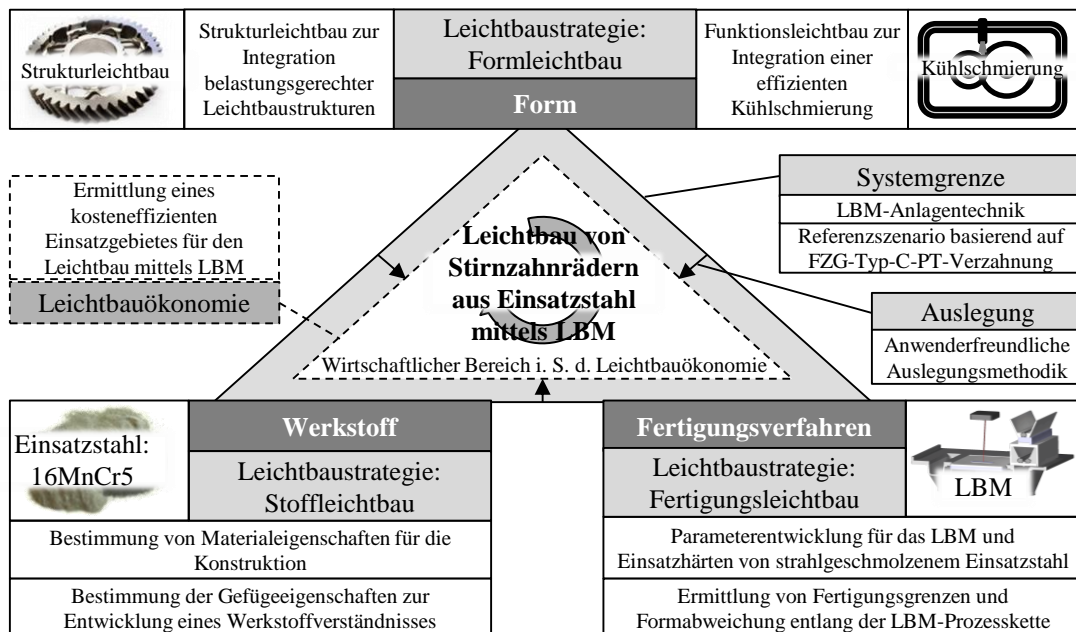 Strukturleichtbau
Strukturleichtbau zur
Integration
belastungsgerechter
Leichtbaustrukturen
Leichtbaustrategie:
Formleichtbau
Form
Funktionsleichtbau zur
Integration einer
effizienten
Kühlschmierung
Kühlschmierung
Ermittlung eines
kosteneffizienten
Einsatzgebietes für den
Leichtbau mittels LBM
Leichtbauökonomie
Leichtbau von
Stirnzahnrädern
aus Einsatzstahl
mittels LBM
Wirtschaftlicher Bereich i. S. d. Leichtbauökonomie
Systemgrenze
LBM-Anlagentechnik
Referenzszenario basierend auf
FZG-Typ-C-PT-Verzahnung
Auslegung
Anwenderfreundliche
Auslegungsmethodik
Einsatzstahl:
16MnCr5
Werkstoff
Leichtbaustrategie:
Stoffleichtbau
Bestimmung von Materialeigenschaften für die
Konstruktion
Bestimmung der Gefügeeigenschaften zur
Entwicklung eines Werkstoffverständnisses
Fertigungsverfahren
Leichtbaustrategie:
Fertigungsleichtbau
LBM
Parameterentwicklung für das LBM und
Einsatzhärten von strahlgeschmolzenem Einsatzstahl
Ermittlung von Fertigungsgrenzen und
Formabweichung entlang der LBM-Prozesskette